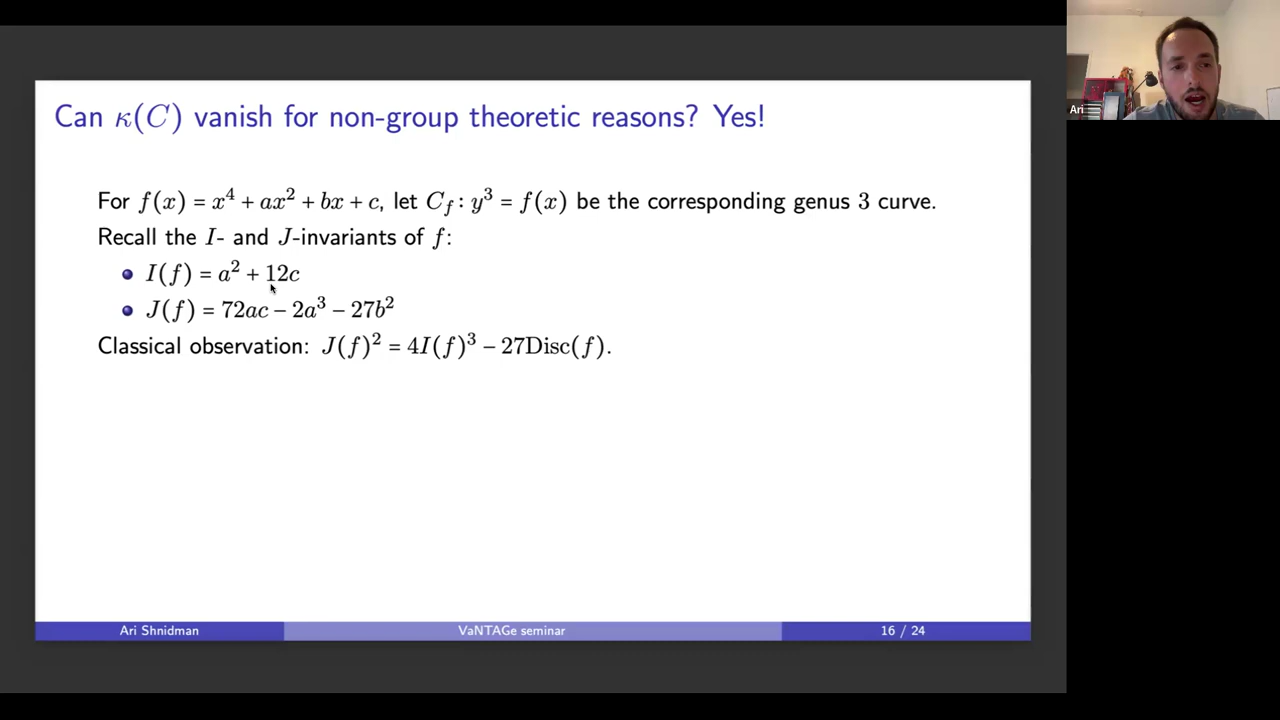 Can κ(C) vanish for non-group theoretic reasons? Yes!
For f(x) = x⁴ + ax² + bx + c, let C_f : y³ = f(x) be the corresponding genus 3 curve.
Recall the I- and J-invariants of f:
I(f) = a² + 12c
J(f) = 72ac − 2a³ − 27b²
Classical observation: J(f)² = 4I(f)³ − 27Disc(f).
Ari Shnidman
VaNTAGe seminar
16 / 24
Ari